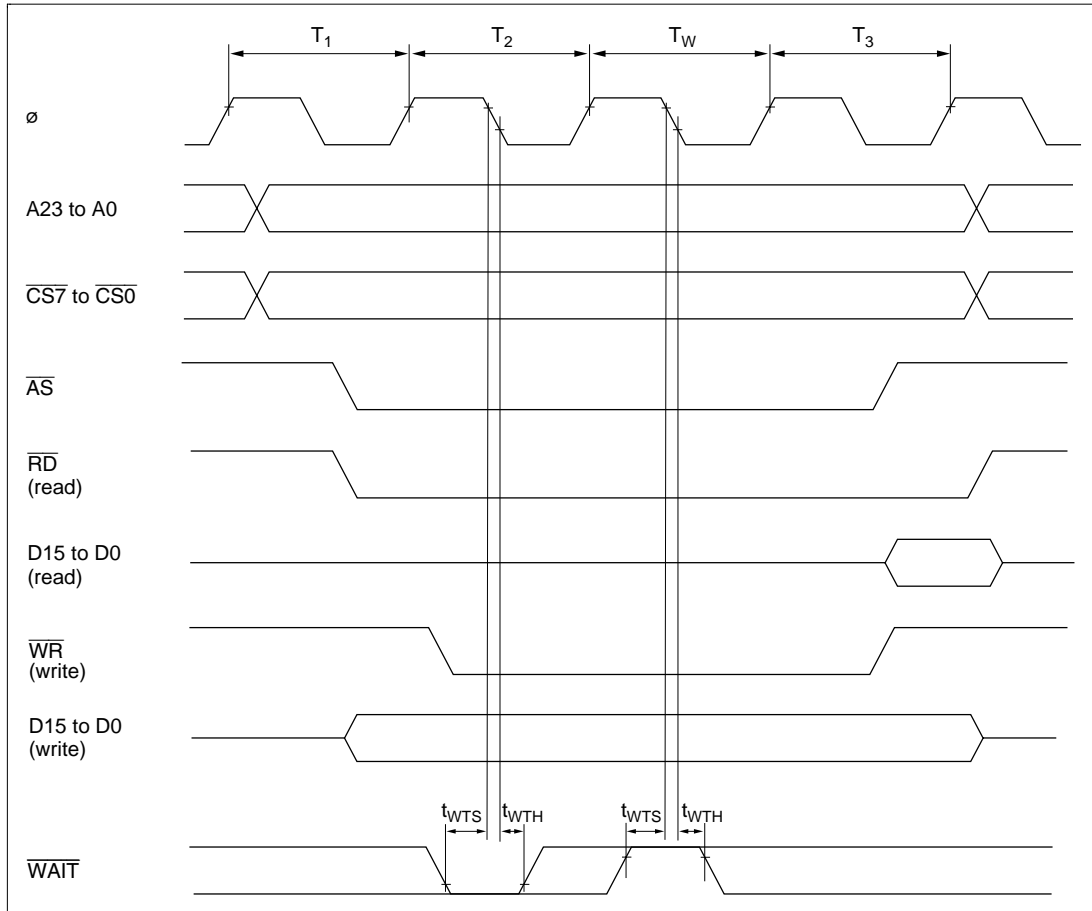 T1 T2 TW T3
ø
A23 to A0
CS7 to CS0
AS
RD
(read)
D15 to D0
(read)
WR
(write)
D15 to D0
(write)
tWTS tWTH tWTS tWTH
WAIT